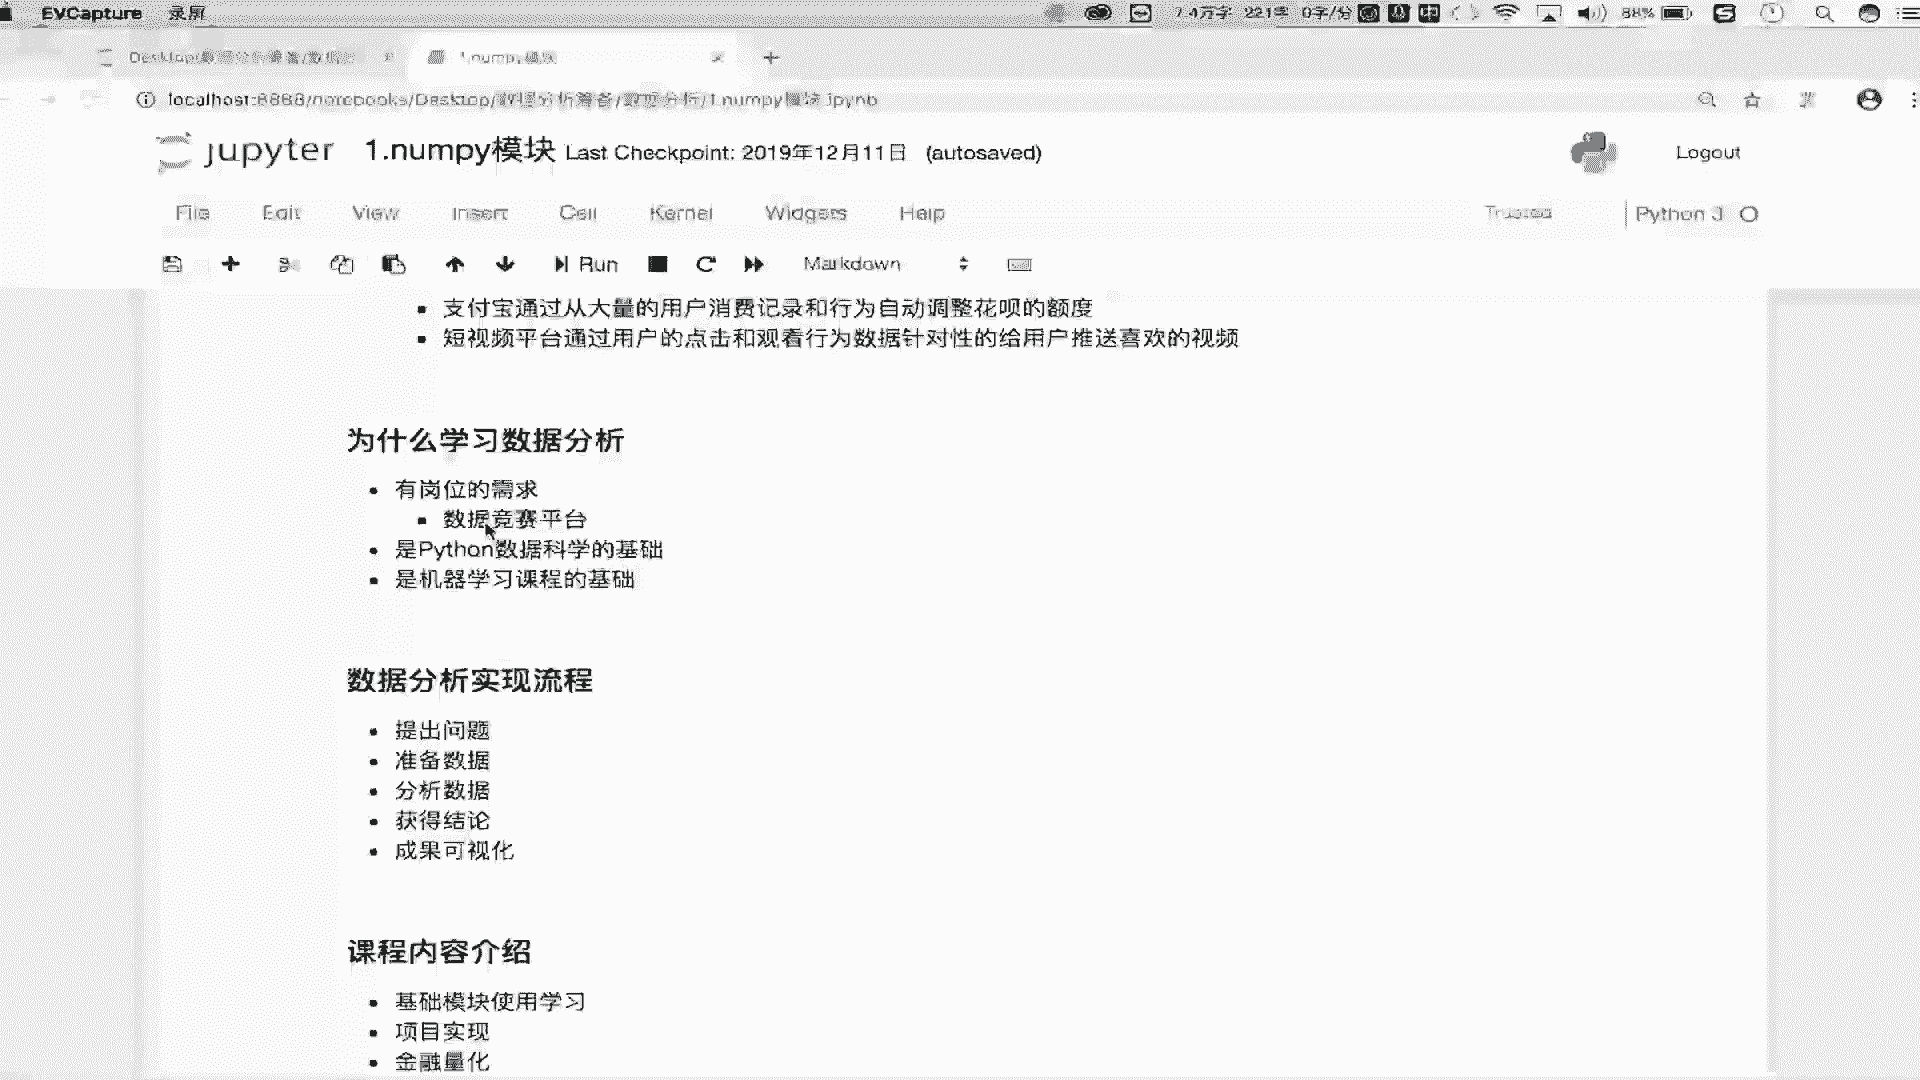 EVCapture 录屏 7.4万字 221字 0字/分 中 88%
Desktop/ 1.numpy模块
localhost:8888/notebooks/Desktop/数据分析筹备/数据分析/1.numpy模块.ipynb
jupyter 1.numpy模块 Last Checkpoint: 2019年12月11日 (autosaved) Logout
File Edit View Insert Cell Kernel Widgets Help Trusted Python 3
Run Markdown
支付宝通过从大量的用户消费记录和行为自动调整花呗的额度
短视频平台通过用户的点击和观看行为数据针对性的给用户推送喜欢的视频
为什么学习数据分析
有岗位的需求
数据竞赛平台
是Python数据科学的基础
是机器学习课程的基础
数据分析实现流程
提出问题
准备数据
分析数据
获得结论
成果可视化
课程内容介绍
基础模块使用学习
项目实现
金融量化